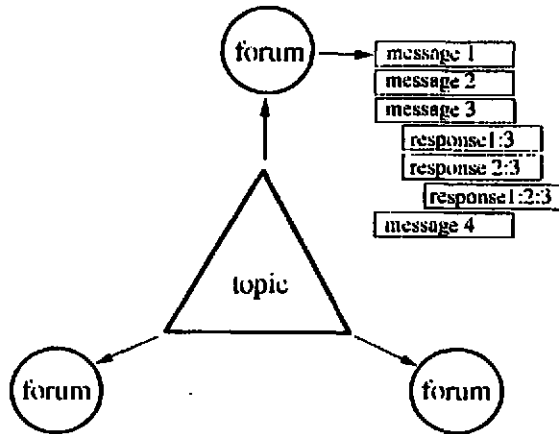 forum
message 1
message 2
message 3
response1:3
response 2:3
response1:2:3
message 4
topic
forum
forum